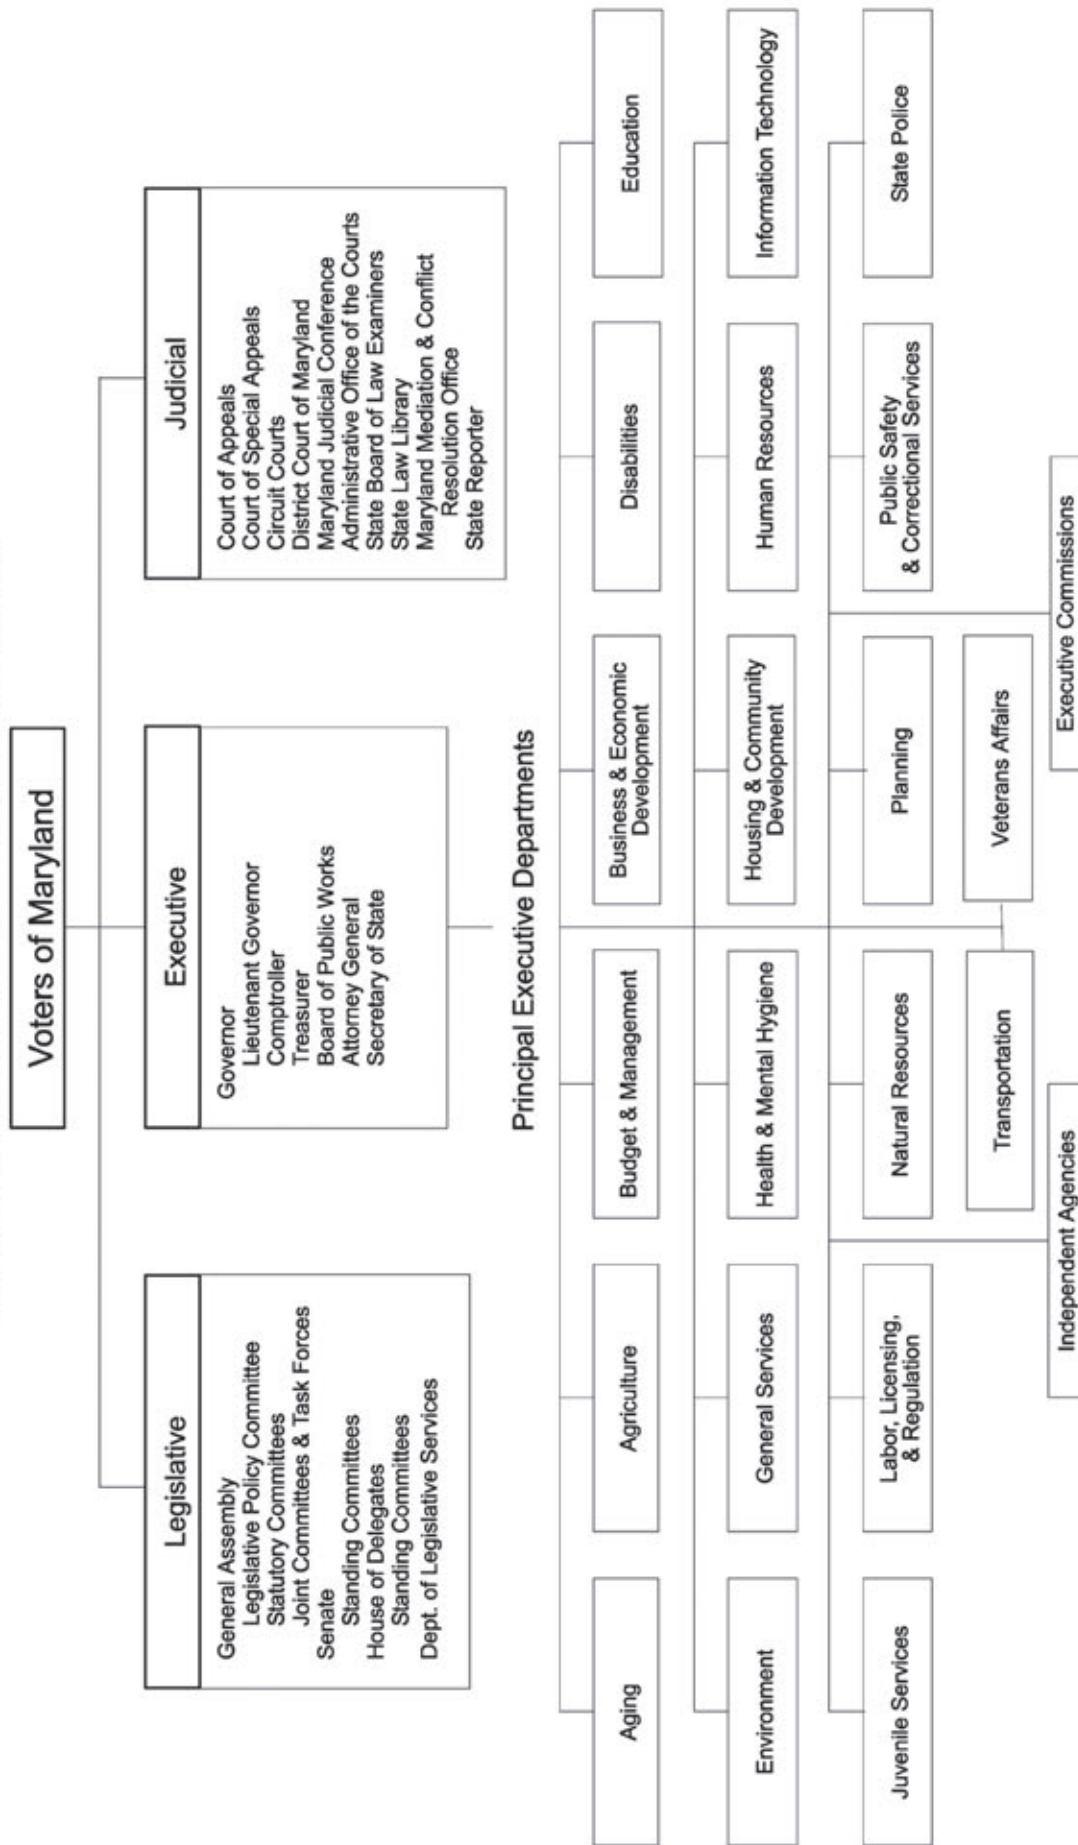 Voters of Maryland
Legislative
General Assembly
Legislative Policy Committee
Statutory Committees
Joint Committees & Task Forces
Senate
Standing Committees
House of Delegates
Standing Committees
Dept. of Legislative Services
Executive
Governor
Lieutenant Governor
Comptroller
Treasurer
Board of Public Works
Attorney General
Secretary of State
Judicial
Court of Appeals
Court of Special Appeals
Circuit Courts
District Court of Maryland
Maryland Judicial Conference
Administrative Office of the Courts
State Board of Law Examiners
State Law Library
Maryland Mediation & Conflict
Resolution Office
State Reporter
Principal Executive Departments
Aging
Agriculture
Budget & Management
Business & Economic
Development
Disabilities
Education
Environment
General Services
Health & Mental Hygiene
Housing & Community
Development
Human Resources
Information Technology
Juvenile Services
Labor, Licensing,
& Regulation
Natural Resources
Planning
Public Safety
& Correctional Services
State Police
Transportation
Veterans Affairs
Independent Agencies
Executive Commissions